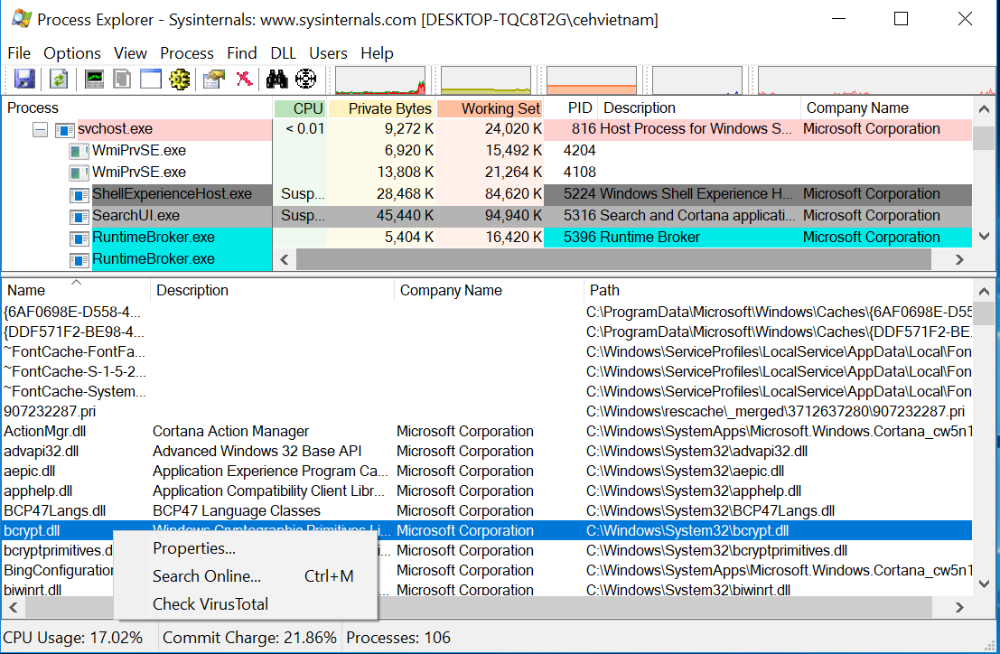 Process Explorer - Sysinternals: www.sysinternals.com [DESKTOP-TQC8T2G\cehvietnam]
File Options View Process Find DLL Users Help
Process CPU Private Bytes Working Set PID Description Company Name
svchost.exe < 0.01 9,272 K 24,020 K 816 Host Process for Windows S... Microsoft Corporation
WmiPrvSE.exe 6,920 K 15,492 K 4204
WmiPrvSE.exe 13,808 K 21,264 K 4108
ShellExperienceHost.exe Susp... 28,468 K 84,620 K 5224 Windows Shell Experience H... Microsoft Corporation
SearchUI.exe Susp... 45,440 K 94,940 K 5316 Search and Cortana applicati... Microsoft Corporation
RuntimeBroker.exe 5,404 K 16,420 K 5396 Runtime Broker Microsoft Corporation
RuntimeBroker.exe
Name Description Company Name Path
{6AF0698E-D558-4... C:\ProgramData\Microsoft\Windows\Caches\{6AF0698E-D55
{DDF571F2-BE98-4... C:\ProgramData\Microsoft\Windows\Caches\{DDF571F2-BE
~FontCache-FontFa... C:\Windows\ServiceProfiles\LocalService\AppData\Local\Fon
~FontCache-S-1-5-2... C:\Windows\ServiceProfiles\LocalService\AppData\Local\Fon
~FontCache-System... C:\Windows\ServiceProfiles\LocalService\AppData\Local\Fon
907232287.pri C:\Windows\rescache\_merged\3712637280\907232287.pri
ActionMgr.dll Cortana Action Manager Microsoft Corporation C:\Windows\SystemApps\Microsoft.Windows.Cortana_cw5n1
advapi32.dll Advanced Windows 32 Base API Microsoft Corporation C:\Windows\System32\advapi32.dll
aepic.dll Application Experience Program Ca... Microsoft Corporation C:\Windows\System32\aepic.dll
apphelp.dll Application Compatibility Client Libr... Microsoft Corporation C:\Windows\System32\apphelp.dll
BCP47Langs.dll BCP47 Language Classes Microsoft Corporation C:\Windows\System32\BCP47Langs.dll
bcrypt.dll Windows Cryptographic Primitives Li... Microsoft Corporation C:\Windows\System32\bcrypt.dll
bcryptprimitives.d Microsoft Corporation C:\Windows\System32\bcryptprimitives.dll
BingConfiguration Microsoft Corporation C:\Windows\SystemApps\Microsoft.Windows.Cortana_cw5n1
biwinrt.dll Microsoft Corporation C:\Windows\System32\biwinrt.dll
Properties...
Search Online... Ctrl+M
Check VirusTotal
CPU Usage: 17.02% Commit Charge: 21.86% Processes: 106